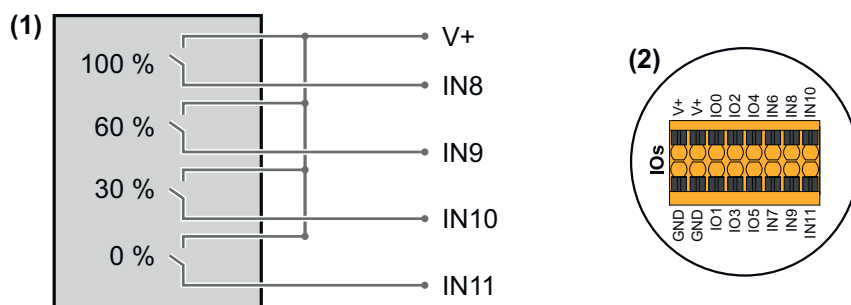 (1)
V+
100 %
IN8
60 %
IN9
30 %
IN10
0 %
IN11
(2)
V+ V+ IO0 IO2 IO4 IN6 IN8 IN10
IOs
GND GND IO1 IO3 IO5 IN7 IN9 IN11